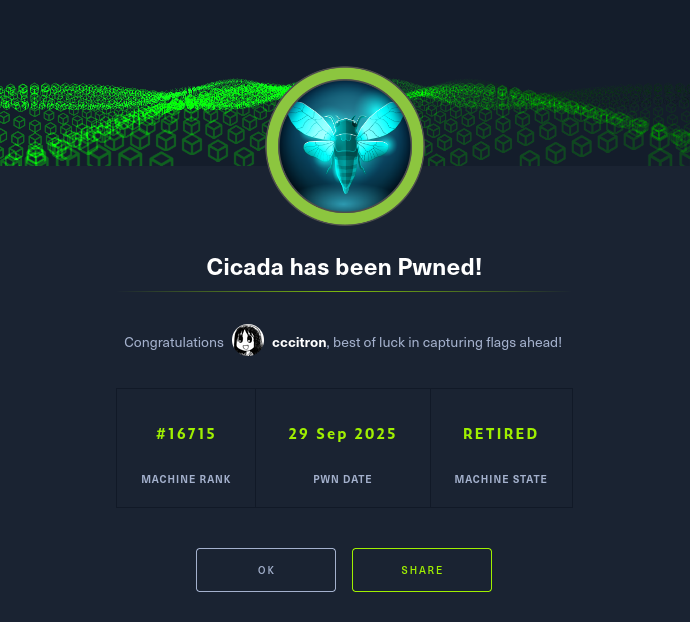 Cicada has been Pwned!
Congratulations cccitron, best of luck in capturing flags ahead!
#16715 29 Sep 2025 RETIRED
MACHINE RANK PWN DATE MACHINE STATE
OK SHARE